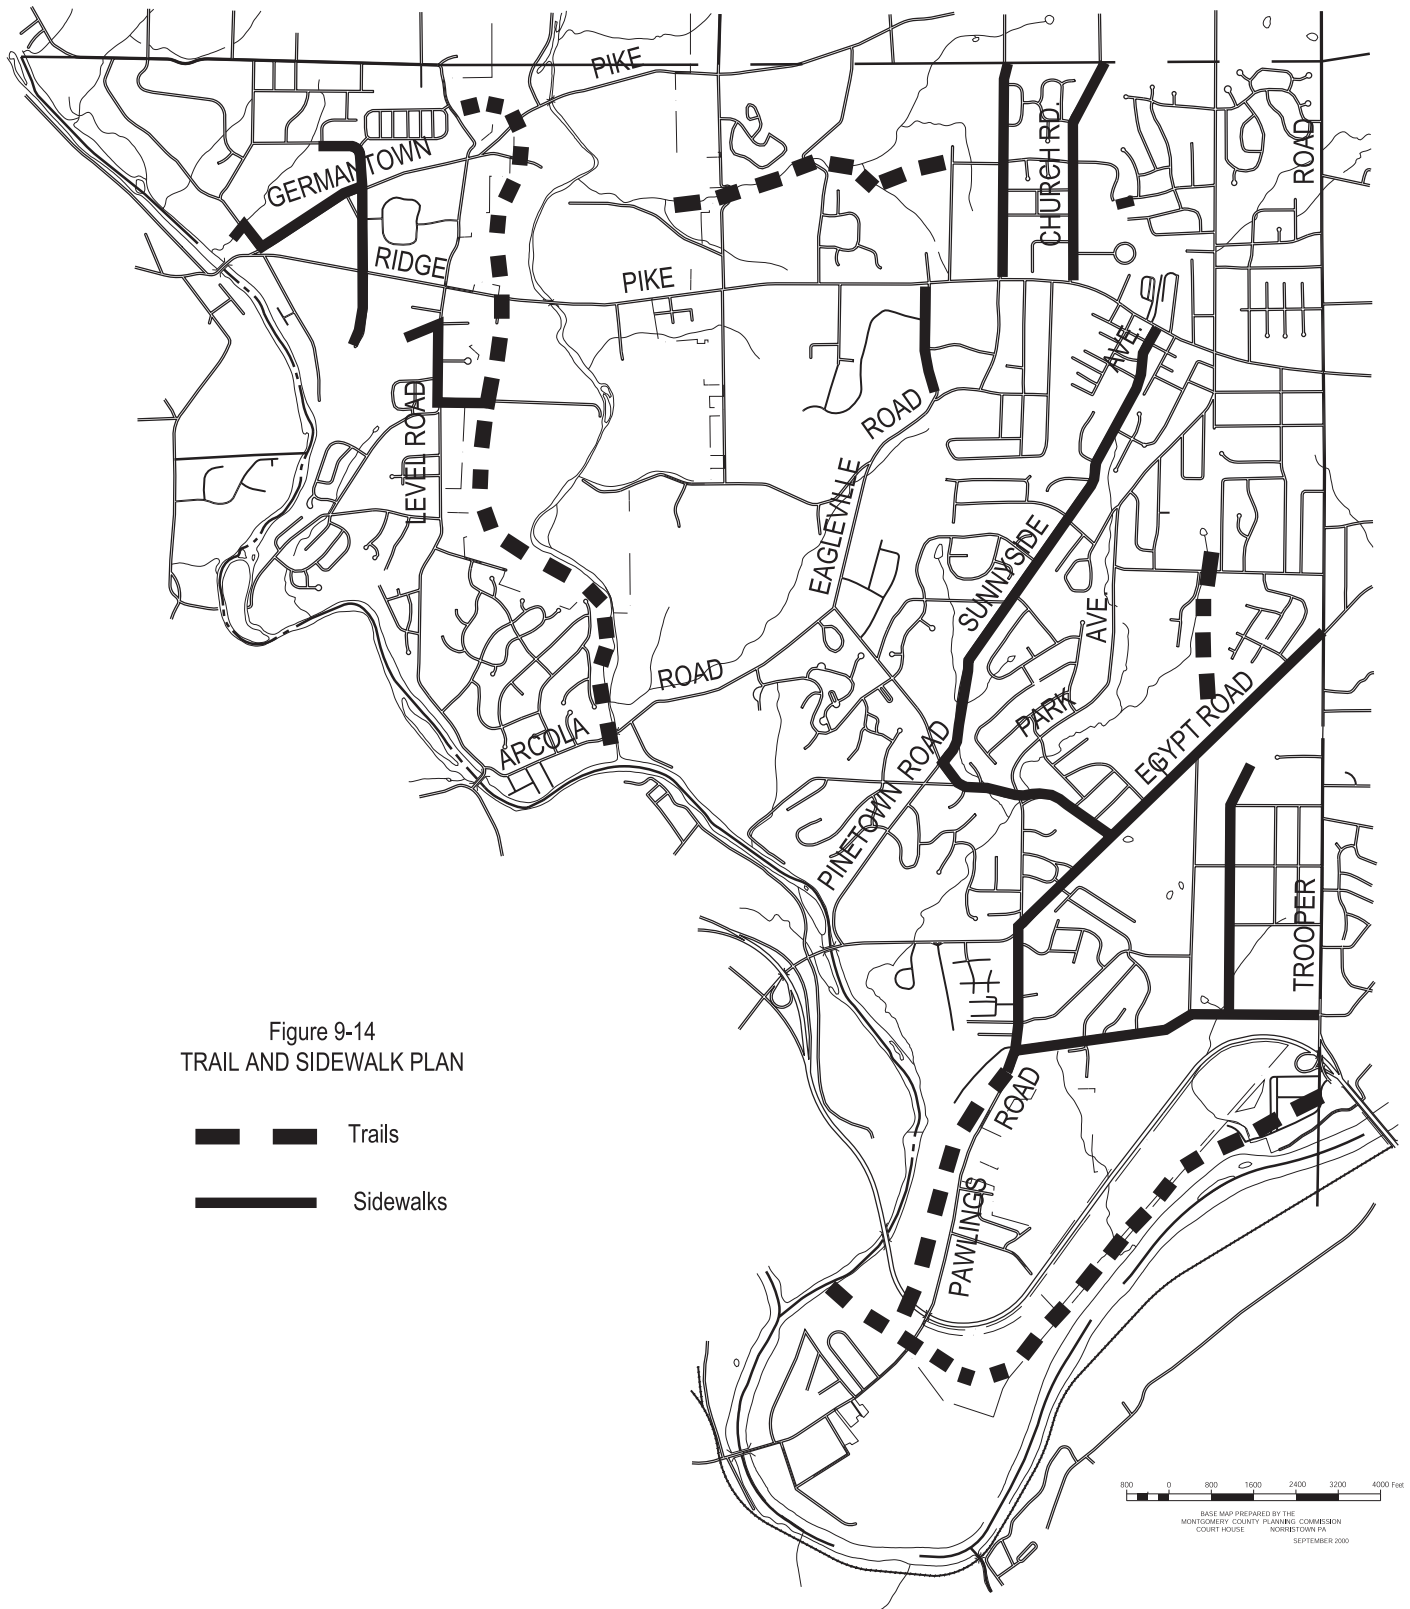 PIKE
GERMANTOWN
CHURCH RD.
ROAD
RIDGE
PIKE
AVE.
LEVEL ROAD
ROAD
EAGLEVILLE
SUNNYSIDE
AVE.
ROAD
PARK
EGYPT ROAD
ARCOLA
PINETOWN ROAD
TROOPER
Figure 9-14
TRAIL AND SIDEWALK PLAN
Trails
Sidewalks
ROAD
PAWLINGS
800 0 800 1600 2400 3200 4000 Feet
BASE MAP PREPARED BY THE
MONTGOMERY COUNTY PLANNING COMMISSION
COURT HOUSE NORRISTOWN PA
SEPTEMBER 2000